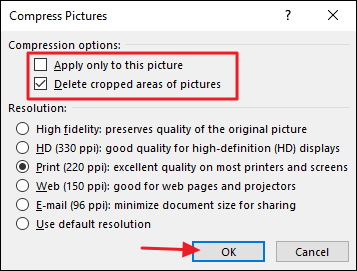 Compress Pictures
Compression options:
Apply only to this picture
Delete cropped areas of pictures
Resolution:
High fidelity: preserves quality of the original picture
HD (330 ppi): good quality for high-definition (HD) displays
Print (220 ppi): excellent quality on most printers and screens
Web (150 ppi): good for web pages and projectors
E-mail (96 ppi): minimize document size for sharing
Use default resolution
OK Cancel